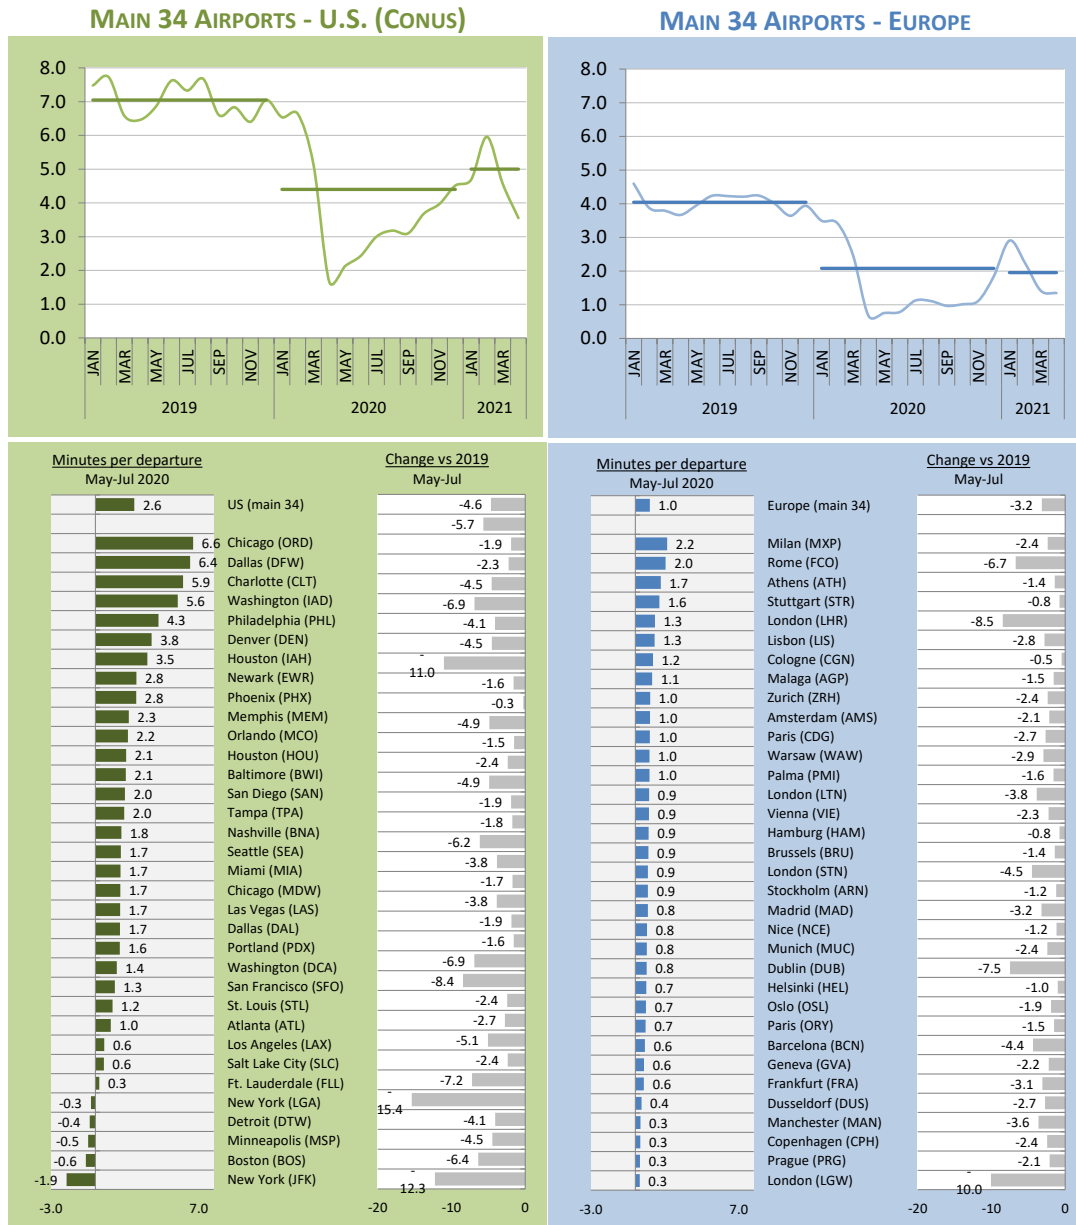 MAIN 34 AIRPORTS - U.S. (CONUS)
8.0
7.0
6.0
5.0
4.0
3.0
2.0
1.0
0.0
JAN MAR MAY JUL SEP NOV JAN MAR MAY JUL SEP NOV JAN MAR
2019 2020 2021
MAIN 34 AIRPORTS - EUROPE
8.0
7.0
6.0
5.0
4.0
3.0
2.0
1.0
0.0
JAN MAR MAY JUL SEP NOV JAN MAR MAY JUL SEP NOV JAN MAR
2019 2020 2021
Minutes per departure Change vs 2019
May-Jul 2020 May-Jul
2.6 US (main 34) -4.6
-5.7
6.6 Chicago (ORD) -1.9
6.4 Dallas (DFW) -2.3
5.9 Charlotte (CLT) -4.5
5.6 Washington (IAD) -6.9
4.3 Philadelphia (PHL) -4.1
3.8 Denver (DEN) -4.5
3.5 Houston (IAH) -11.0
2.8 Newark (EWR) -1.6
2.8 Phoenix (PHX) -0.3
2.3 Memphis (MEM) -4.9
2.2 Orlando (MCO) -1.5
2.1 Houston (HOU) -2.4
2.1 Baltimore (BWI) -4.9
2.0 San Diego (SAN) -1.9
2.0 Tampa (TPA) -1.8
1.8 Nashville (BNA) -6.2
1.7 Seattle (SEA) -3.8
1.7 Miami (MIA) -1.7
1.7 Chicago (MDW) -3.8
1.7 Las Vegas (LAS) -1.9
1.7 Dallas (DAL) -1.6
1.6 Portland (PDX) -6.9
1.4 Washington (DCA)
1.3 San Francisco (SFO) -8.4
1.2 St. Louis (STL) -2.4
1.0 Atlanta (ATL) -2.7
0.6 Los Angeles (LAX) -5.1
0.6 Salt Lake City (SLC) -2.4
0.3 Ft. Lauderdale (FLL) -7.2
-0.3 New York (LGA) -15.4
-0.4 Detroit (DTW) -4.1
-0.5 Minneapolis (MSP) -4.5
-0.6 Boston (BOS) -6.4
-1.9 New York (JFK) -12.3
-3.0 7.0 -20 -10 0
Minutes per departure Change vs 2019
May-Jul 2020 May-Jul
1.0 Europe (main 34) -3.2
2.2 Milan (MXP) -2.4
2.0 Rome (FCO) -6.7
1.7 Athens (ATH) -1.4
1.6 Stuttgart (STR) -0.8
1.3 London (LHR) -8.5
1.3 Lisbon (LIS) -2.8
1.2 Cologne (CGN) -0.5
1.1 Malaga (AGP) -1.5
1.0 Zurich (ZRH) -2.4
1.0 Amsterdam (AMS) -2.1
1.0 Paris (CDG) -2.7
1.0 Warsaw (WAW) -2.9
1.0 Palma (PMI) -1.6
0.9 London (LTN) -3.8
0.9 Vienna (VIE) -2.3
0.9 Hamburg (HAM) -0.8
0.9 Brussels (BRU) -1.4
0.9 London (STN) -4.5
0.9 Stockholm (ARN) -1.2
0.8 Madrid (MAD) -3.2
0.8 Nice (NCE) -1.2
0.8 Munich (MUC) -2.4
0.8 Dublin (DUB) -7.5
0.7 Helsinki (HEL) -1.0
0.7 Oslo (OSL) -1.9
0.7 Paris (ORY) -1.5
0.6 Barcelona (BCN) -4.4
0.6 Geneva (GVA) -2.2
0.6 Frankfurt (FRA) -3.1
0.4 Dusseldorf (DUS) -2.7
0.3 Manchester (MAN) -3.6
0.3 Copenhagen (CPH) -2.4
0.3 Prague (PRG) -2.1
0.3 London (LGW) -10.0
-3.0 7.0 -20 -10 0